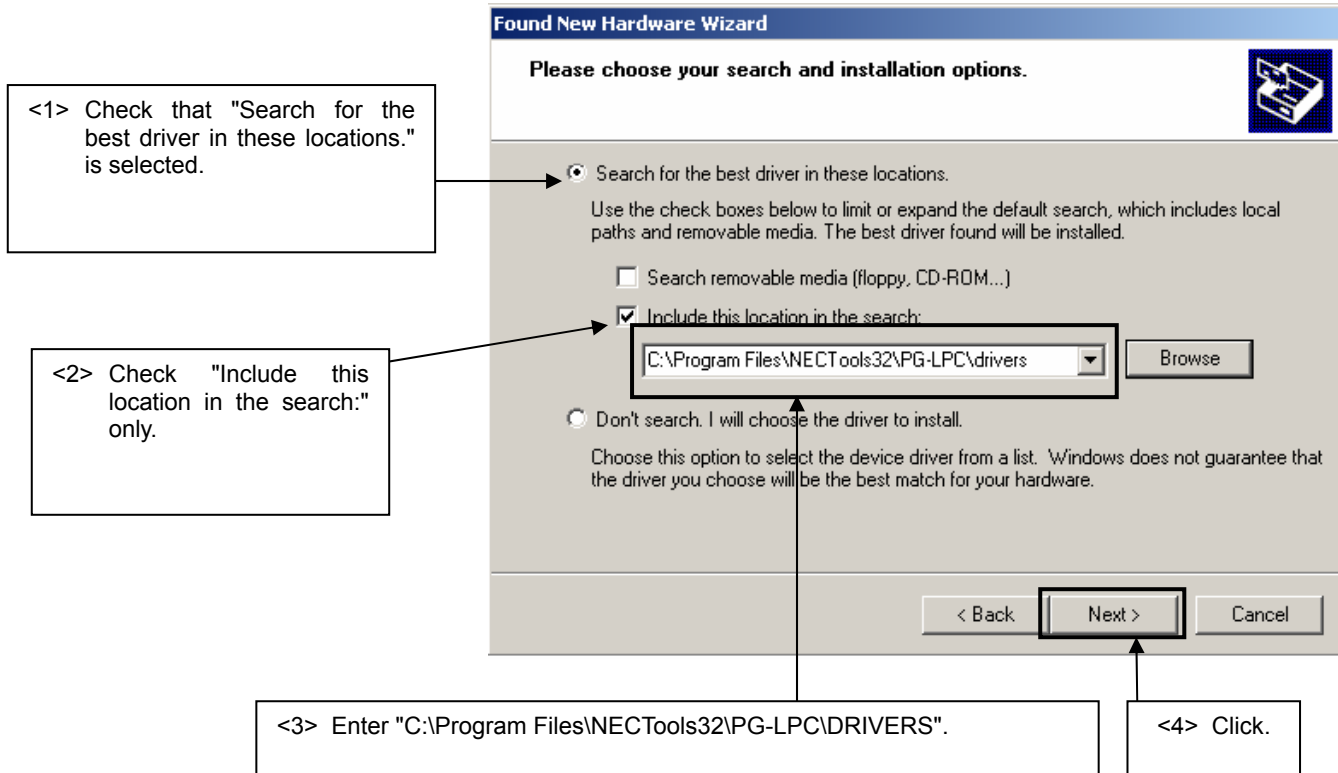 Found New Hardware Wizard
Please choose your search and installation options.
<1> Check that "Search for the
best driver in these locations."
is selected.
Search for the best driver in these locations.
Use the check boxes below to limit or expand the default search, which includes local
paths and removable media. The best driver found will be installed.
Search removable media (floppy, CD-ROM...)
Include this location in the search:
<2> Check "Include this
location in the search:"
only.
C:\Program Files\NECTools32\PG-LPC\drivers
Browse
Don't search. I will choose the driver to install.
Choose this option to select the device driver from a list. Windows does not guarantee that
the driver you choose will be the best match for your hardware.
< Back
Next >
Cancel
<3> Enter "C:\Program Files\NECTools32\PG-LPC\DRIVERS".
<4> Click.